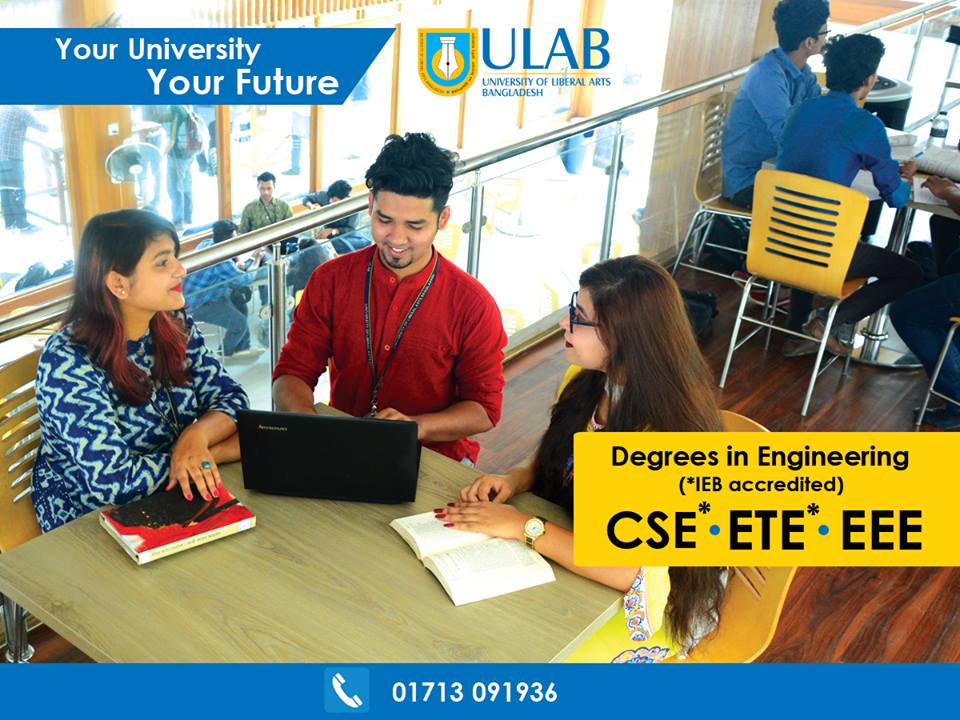 Your University
Your Future
ULAB
UNIVERSITY OF LIBERAL ARTS
BANGLADESH
Lenovo
Degrees in Engineering
(*IEB accredited)
CSE* • ETE* • EEE
01713 091936